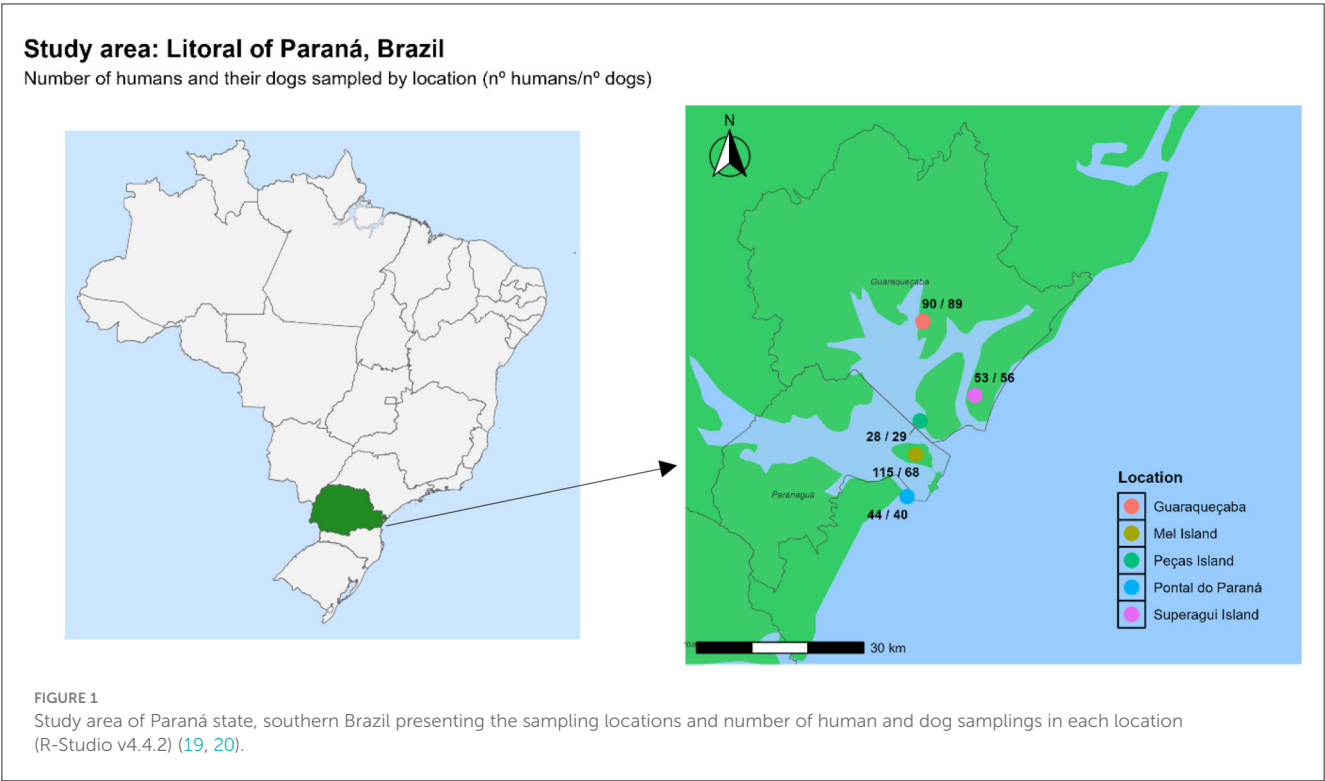 Study area: Litoral of Paraná, Brazil
Number of humans and their dogs sampled by location (nº humans/nº dogs)
N
Guaraqueçaba
90 / 89
53 / 56
28 / 29
115 / 68
Paranaguá
44 / 40
Location
Guaraqueçaba
Mel Island
Peças Island
Pontal do Paraná
Superagui Island
30 km
FIGURE 1
Study area of Paraná state, southern Brazil presenting the sampling locations and number of human and dog samplings in each location
(R-Studio v4.4.2) (19, 20).